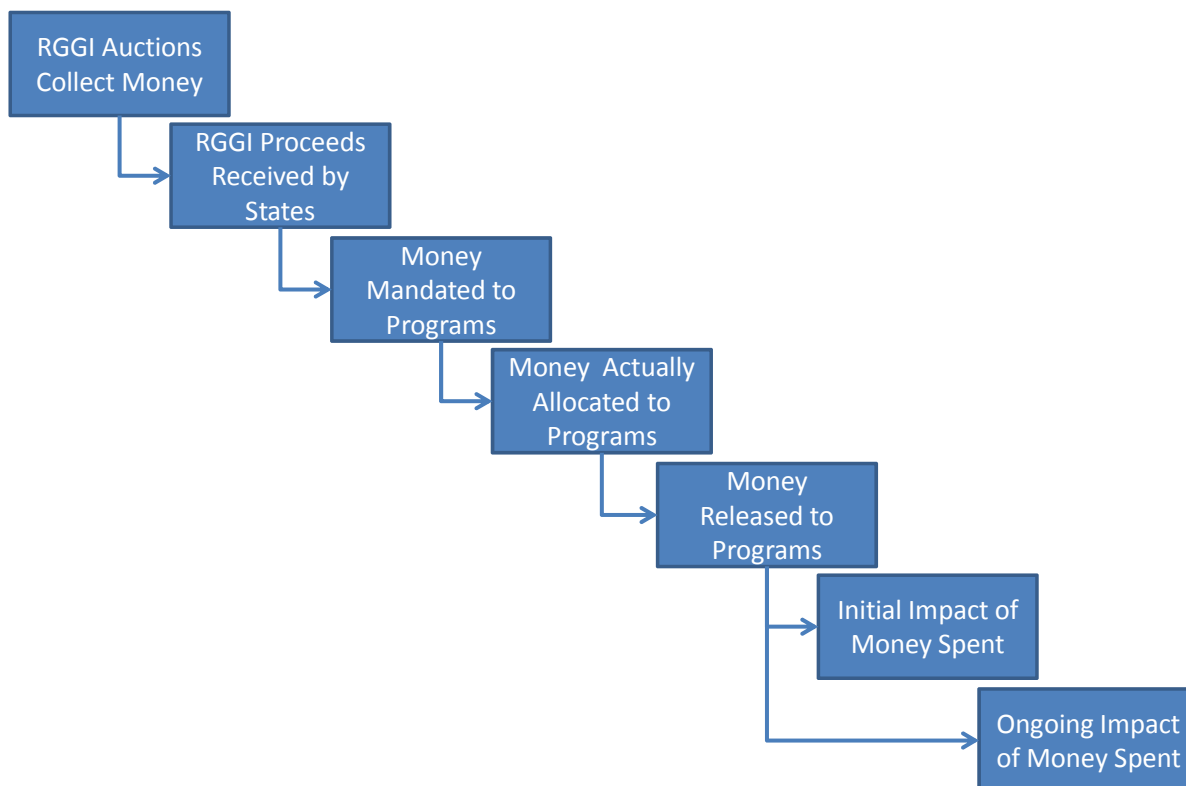 RGGI Auctions
Collect Money
RGGI Proceeds
Received by
States
Money
Mandated to
Programs
Money Actually
Allocated to
Programs
Money
Released to
Programs
Initial Impact of
Money Spent
Ongoing Impact
of Money Spent